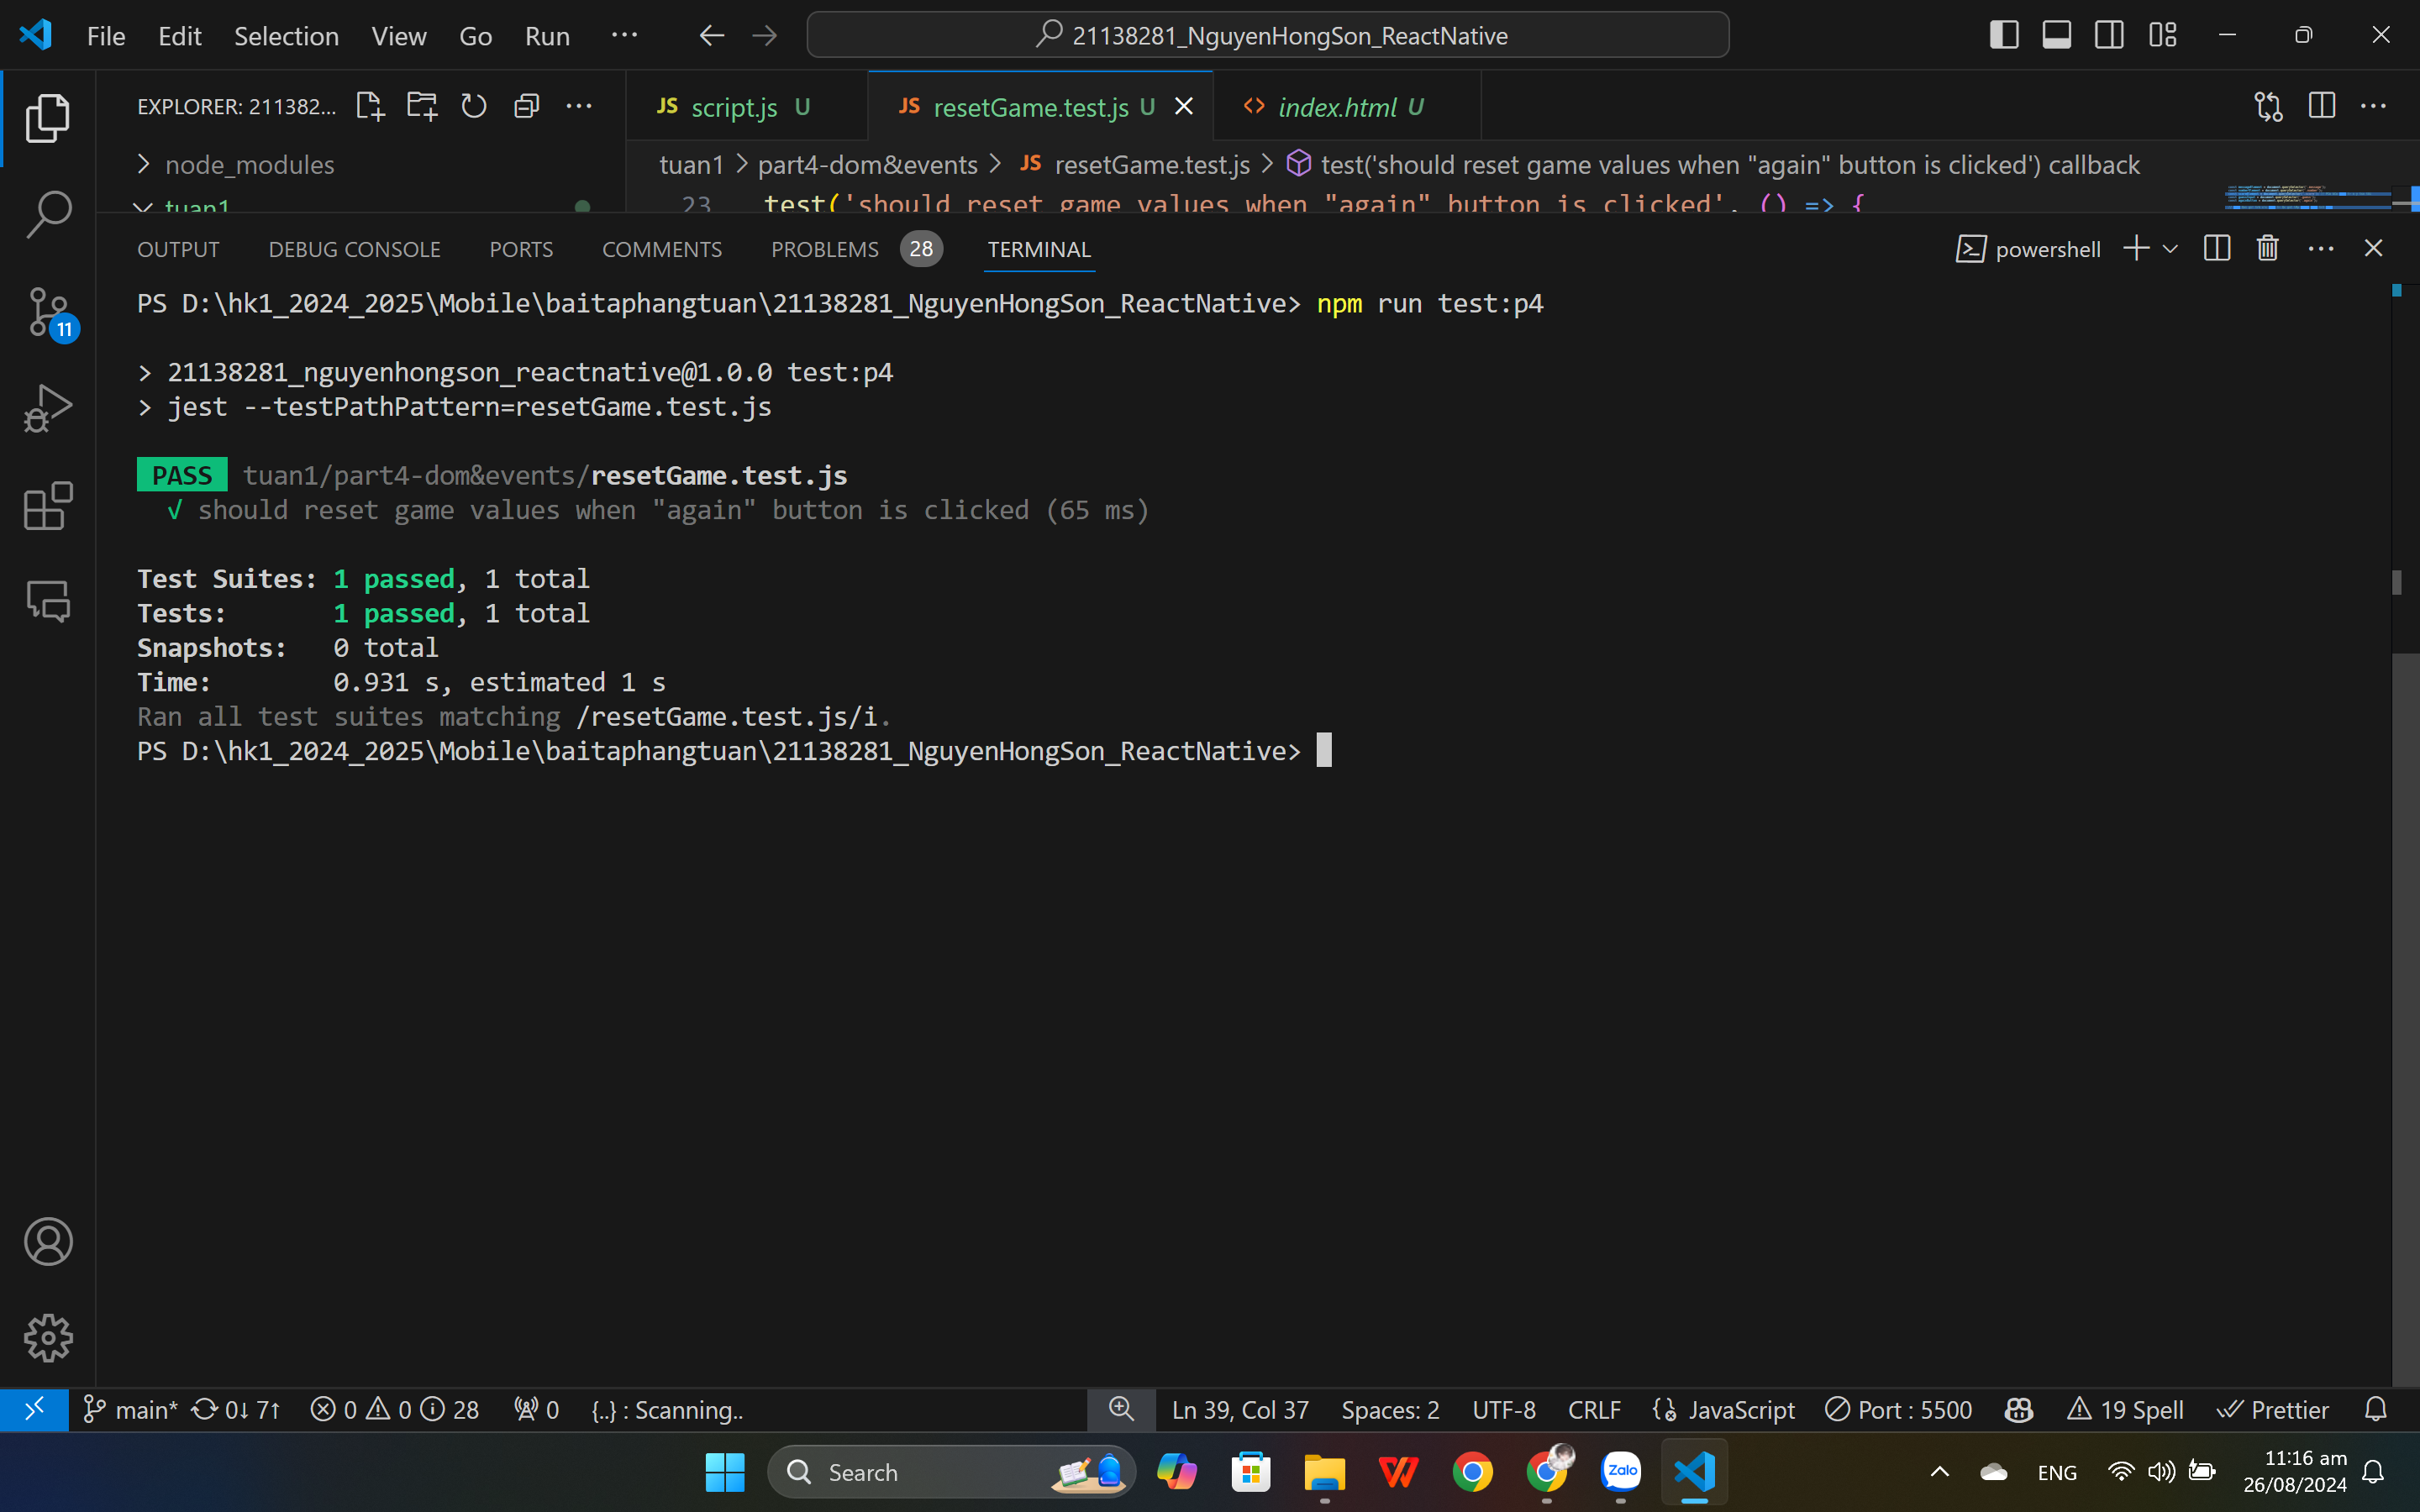 File Edit Selection View Go Run ··· 21138281_NguyenHongSon_ReactNative
EXPLORER: 211382... ··· JS script.js U JS resetGame.test.js U <> index.html U ···
node_modules tuan1 > part4-dom&events > JS resetGame.test.js > test('should reset game values when "again" button is clicked') callback
tuan1 23 test('should reset game values when "again" button is clicked', () => {
OUTPUT DEBUG CONSOLE PORTS COMMENTS PROBLEMS 28 TERMINAL powershell ···
PS D:\hk1_2024_2025\Mobile\baitaphangtuan\21138281_NguyenHongSon_ReactNative> npm run test:p4
11
> 21138281_nguyenhongson_reactnative@1.0.0 test:p4
> jest --testPathPattern=resetGame.test.js
PASS tuan1/part4-dom&events/resetGame.test.js
√ should reset game values when "again" button is clicked (65 ms)
Test Suites: 1 passed, 1 total
Tests: 1 passed, 1 total
Snapshots: 0 total
Time: 0.931 s, estimated 1 s
Ran all test suites matching /resetGame.test.js/i.
PS D:\hk1_2024_2025\Mobile\baitaphangtuan\21138281_NguyenHongSon_ReactNative>
main* 0↓ 7↑ 0 0 28 0 {..} : Scanning.. Ln 39, Col 37 Spaces: 2 UTF-8 CRLF JavaScript Port : 5500 19 Spell Prettier
Search Zalo ENG 11:16 am
26/08/2024